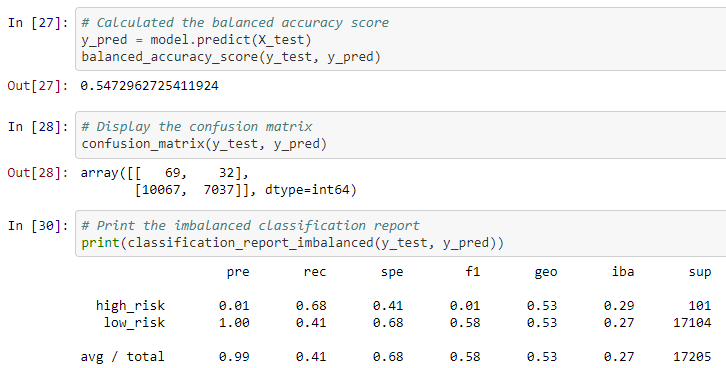 In [27]: # Calculated the balanced accuracy score
y_pred = model.predict(X_test)
balanced_accuracy_score(y_test, y_pred)
Out[27]: 0.5472962725411924
In [28]: # Display the confusion matrix
confusion_matrix(y_test, y_pred)
Out[28]: array([[   69,    32],
       [10067,  7037]], dtype=int64)
In [30]: # Print the imbalanced classification report
print(classification_report_imbalanced(y_test, y_pred))
pre rec spe f1 geo iba sup
high_risk 0.01 0.68 0.41 0.01 0.53 0.29 101
low_risk 1.00 0.41 0.68 0.58 0.53 0.27 17104
avg / total 0.99 0.41 0.68 0.58 0.53 0.27 17205